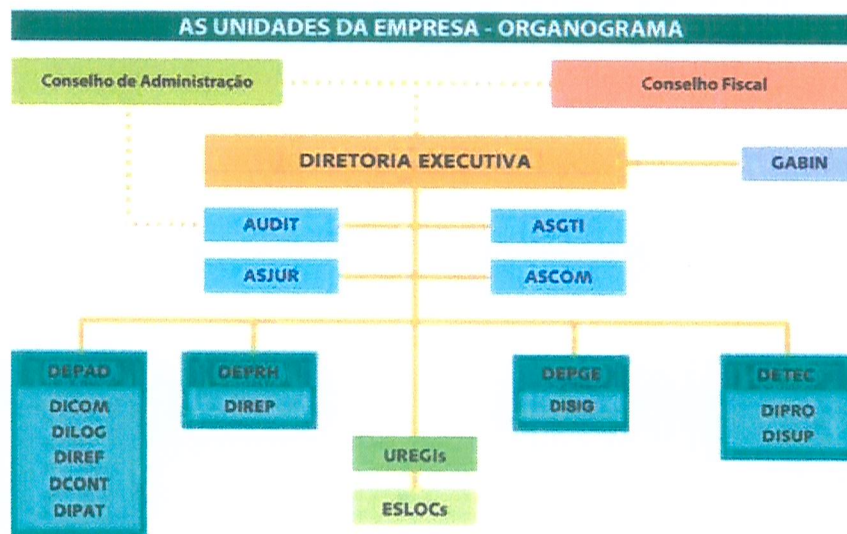 AS UNIDADES DA EMPRESA - ORGANOGRAMA
Conselho de Administração
Conselho Fiscal
DIRETORIA EXECUTIVA
GABIN
AUDIT
ASGTI
ASJUR
ASCOM
DEPAD
DICOM
DILOG
DIREF
DCONT
DIPAT
DEPRH
DIREP
DEPGE
DISIG
DETEC
DIPRO
DISUP
UREGIs
ESLOCs